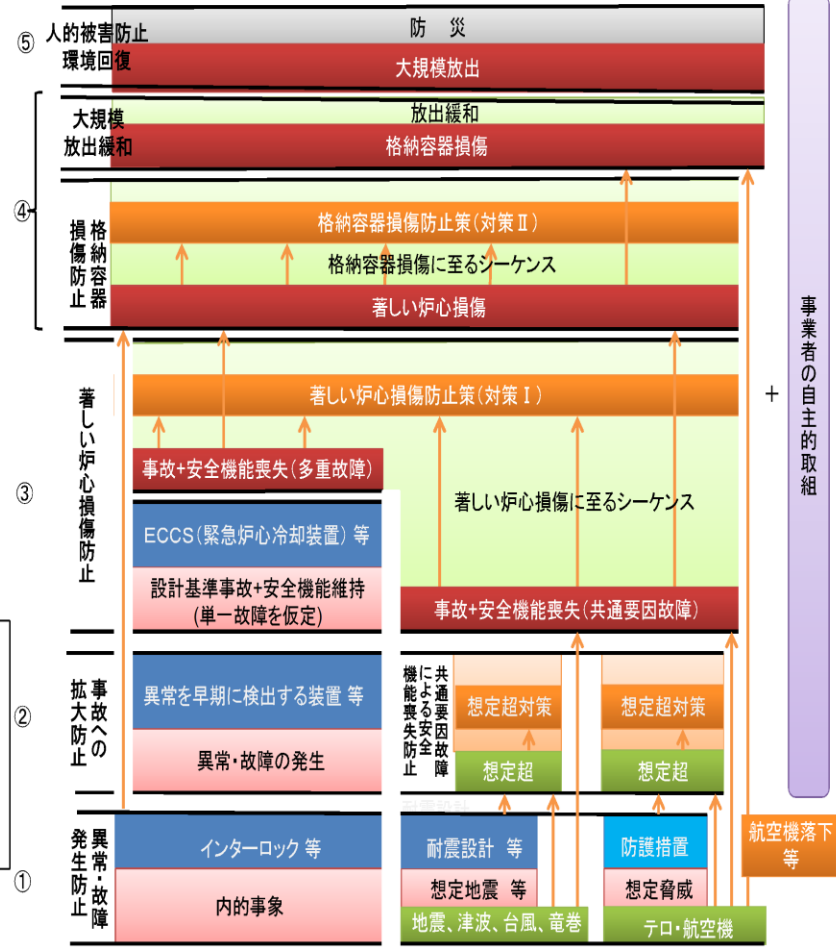 ⑤
人的被害防止
環境回復
防 災
大規模放出
大規模
放出緩和
放出緩和
格納容器損傷
④
格納容器
損傷防止
格納容器損傷防止策(対策Ⅱ)
格納容器損傷に至るシーケンス
著しい炉心損傷
③
著しい炉心損傷防止
著しい炉心損傷防止策(対策Ⅰ)
事故+安全機能喪失(多重故障)
ECCS(緊急炉心冷却装置) 等
設計基準事故+安全機能維持
(単一故障を仮定)
著しい炉心損傷に至るシーケンス
事故+安全機能喪失(共通要因故障)
②
事故への
拡大防止
異常を早期に検出する装置 等
異常・故障の発生
共通要因故障
による安全
機能喪失防止
想定超対策
想定超
想定超対策
想定超
耐震設計
①
異常・故障
発生防止
インターロック 等
内的事象
耐震設計 等
想定地震 等
地震、津波、台風、竜巻
防護措置
想定脅威
テロ・航空機
航空機落下
等
+
事業者の自主的取組